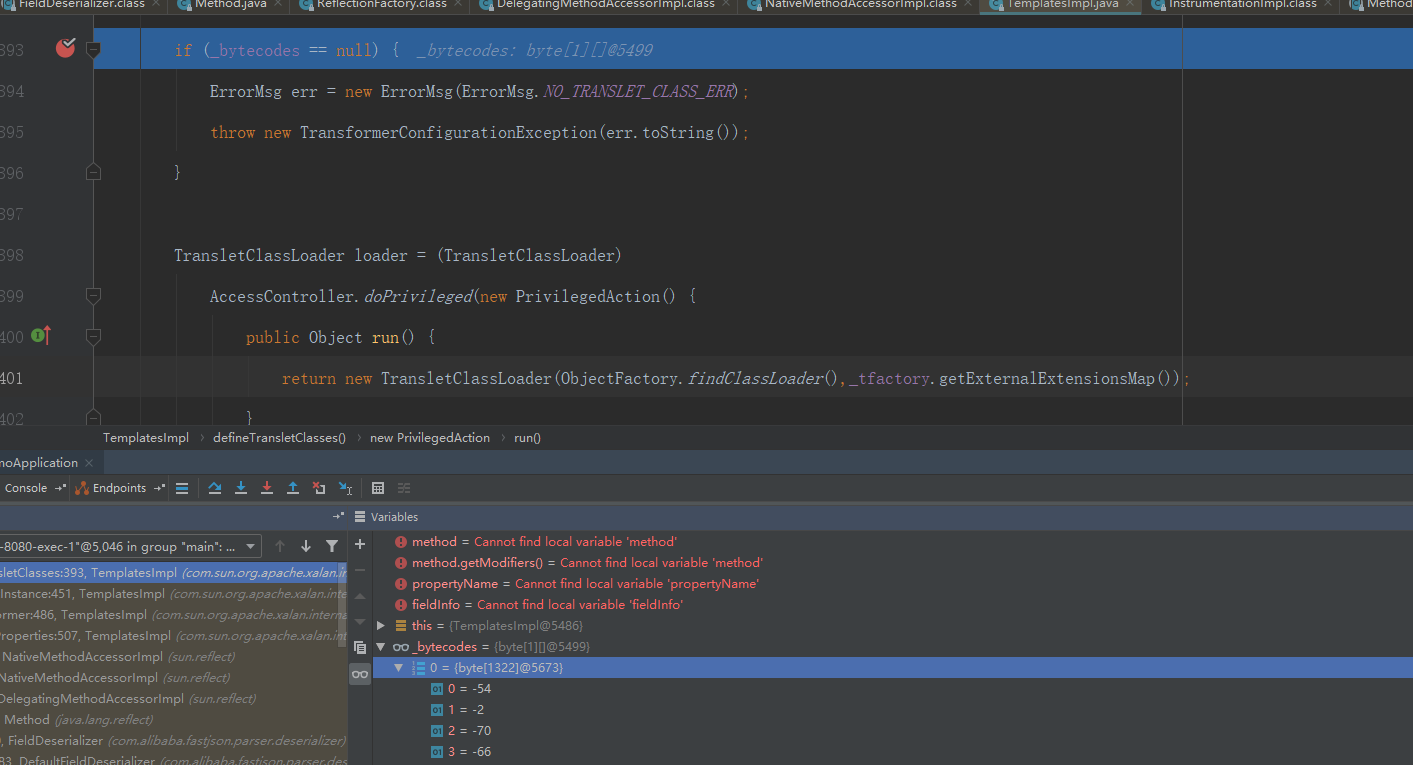 FieldDeserializer.class Method.java ReflectionFactory.class DelegatingMethodAccessorImpl.class NativeMethodAccessorImpl.class TemplatesImpl.java InstrumentationImpl.class Method
393 if (_bytecodes == null) { _bytecodes: byte[1][]@5499
394 ErrorMsg err = new ErrorMsg(ErrorMsg.NO_TRANSLET_CLASS_ERR);
395 throw new TransformerConfigurationException(err.toString());
396 }
397
398 TransletClassLoader loader = (TransletClassLoader)
399 AccessController.doPrivileged(new PrivilegedAction() {
400 public Object run() {
401 return new TransletClassLoader(ObjectFactory.findClassLoader(),_tfactory.getExternalExtensionsMap());
402 }
TemplatesImpl › defineTransletClasses() › new PrivilegedAction › run()
moApplication
Console Endpoints
Variables
-8080-exec-1"@5,046 in group "main": ...
sletClasses:393, TemplatesImpl (com.sun.org.apache.xalan.in
Instance:451, TemplatesImpl (com.sun.org.apache.xalan.inte
ormer:486, TemplatesImpl (com.sun.org.apache.xalan.interna
Properties:507, TemplatesImpl (com.sun.org.apache.xalan.int
NativeMethodAccessorImpl (sun.reflect)
NativeMethodAccessorImpl (sun.reflect)
DelegatingMethodAccessorImpl (sun.reflect)
Method (java.lang.reflect)
, FieldDeserializer (com.alibaba.fastjson.parser.deserializer)
83, DefaultFieldDeserializer (com.alibaba.fastjson.parser.des
method = Cannot find local variable 'method'
method.getModifiers() = Cannot find local variable 'method'
propertyName = Cannot find local variable 'propertyName'
fieldInfo = Cannot find local variable 'fieldInfo'
this = {TemplatesImpl@5486}
_bytecodes = {byte[1][]@5499}
0 = {byte[1322]@5673}
0 = -54
1 = -2
2 = -70
3 = -66